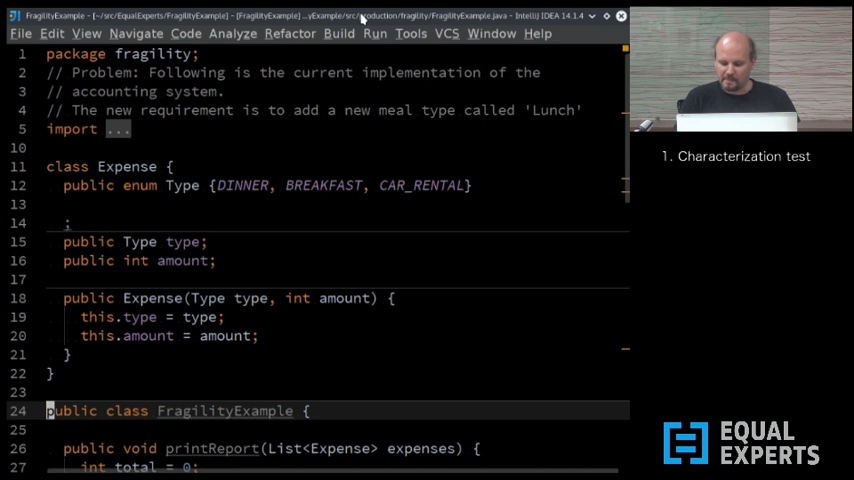 FragilityExample - [~/src/EqualExperts/FragilityExample] - [FragilityExample] ...yExample/src/production/fragility/FragilityExample.java - IntelliJ IDEA 14.1.4
File Edit View Navigate Code Analyze Refactor Build Run Tools VCS Window Help
1 package fragility;
2 // Problem: Following is the current implementation of the
3 // accounting system.
4 // The new requirement is to add a new meal type called 'Lunch'
5 import ...
10
11 class Expense {
12 public enum Type {DINNER, BREAKFAST, CAR_RENTAL}
13
14 ;
15 public Type type;
16 public int amount;
17
18 public Expense(Type type, int amount) {
19 this.type = type;
20 this.amount = amount;
21 }
22 }
23
24 public class FragilityExample {
25
26 public void printReport(List<Expense> expenses) {
27 int total = 0;
1. Characterization test
EQUAL
EXPERTS